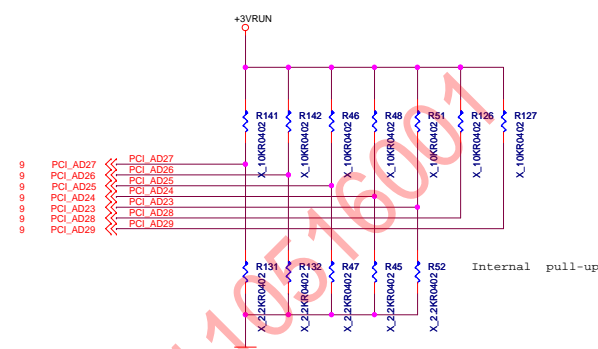 +3VRUN
R141 R142 R46 R48 R51 R126 R127
X_10KR0402 X_10KR0402 X_10KR0402 X_10KR0402 X_10KR0402 X_10KR0402 X_10KR0402
9 PCI_AD27 PCI_AD27
9 PCI_AD26 PCI_AD26
9 PCI_AD25 PCI_AD25
9 PCI_AD24 PCI_AD24
9 PCI_AD23 PCI_AD23
9 PCI_AD28 PCI_AD28
9 PCI_AD29 PCI_AD29
R131 R132 R47 R45 R52 Internal pull-up
X_2.2KR0402 X_2.2KR0402 X_2.2KR0402 X_2.2KR0402 X_2.2KR0402
10516001